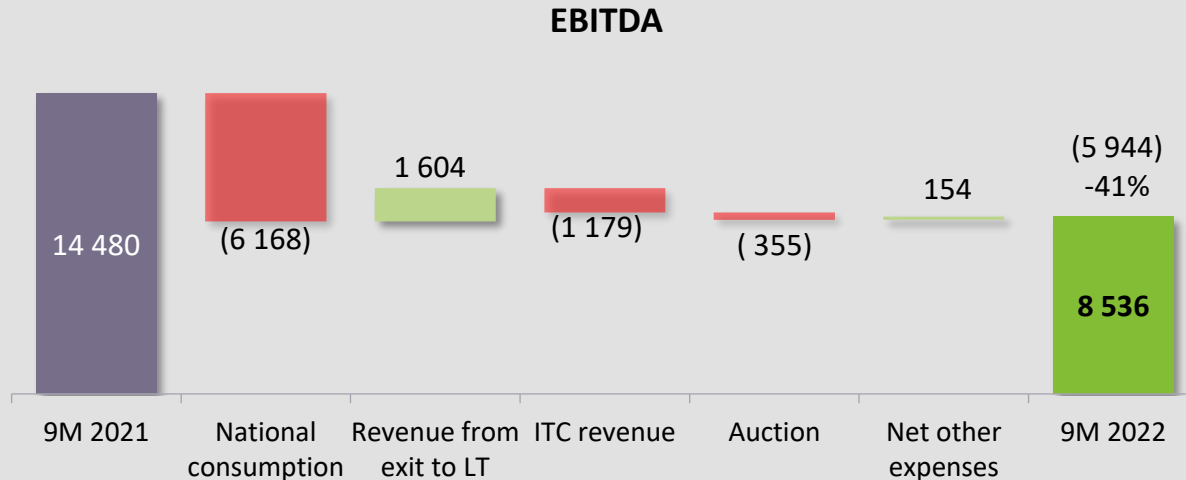 EBITDA
14 480
(6 168)
1 604
(1 179)
( 355)
154
(5 944)
-41%
8 536
9M 2021
National
consumption
Revenue from
exit to LT
ITC revenue
Auction
Net other
expenses
9M 2022